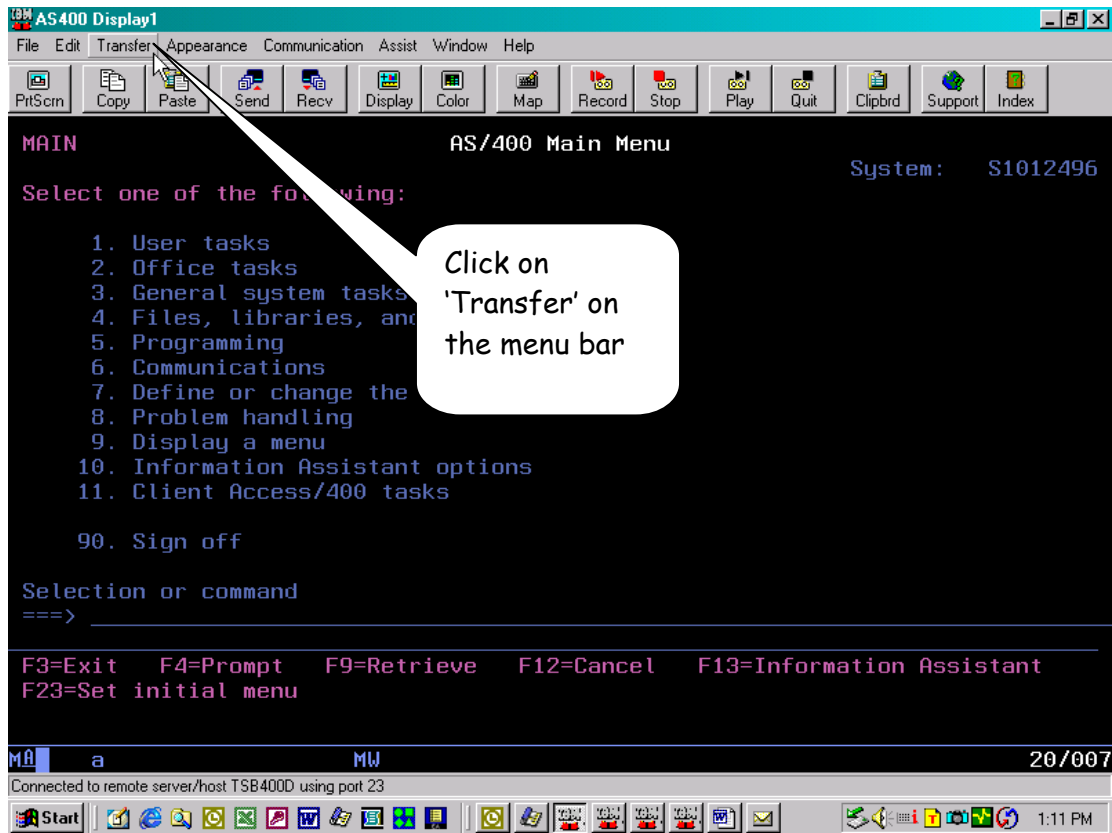 AS400 Display1
File Edit Transfer Appearance Communication Assist Window Help
PrtScrn Copy Paste Send Recv Display Color Map Record Stop Play Quit Clipbrd Support Index
MAIN AS/400 Main Menu
System: S1012496
Select one of the following:
1. User tasks
2. Office tasks
3. General system tasks
4. Files, libraries, and
5. Programming
6. Communications
7. Define or change the
8. Problem handling
9. Display a menu
10. Information Assistant options
11. Client Access/400 tasks
90. Sign off
Click on
‘Transfer’ on
the menu bar
Selection or command
===>
F3=Exit F4=Prompt F9=Retrieve F12=Cancel F13=Information Assistant
F23=Set initial menu
MA a MW 20/007
Connected to remote server/host TSB400D using port 23
Start 1:11 PM